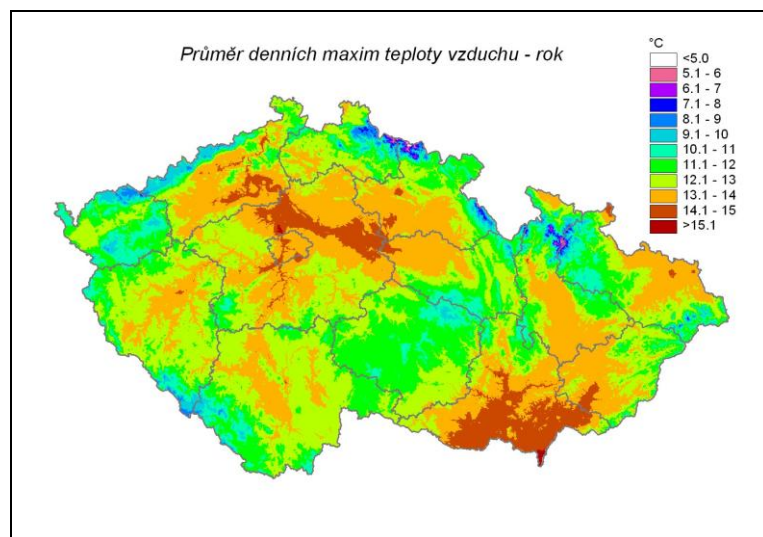 Průměr denních maxim teploty vzduchu - rok
°C
<5.0
5.1 - 6
6.1 - 7
7.1 - 8
8.1 - 9
9.1 - 10
10.1 - 11
11.1 - 12
12.1 - 13
13.1 - 14
14.1 - 15
>15.1